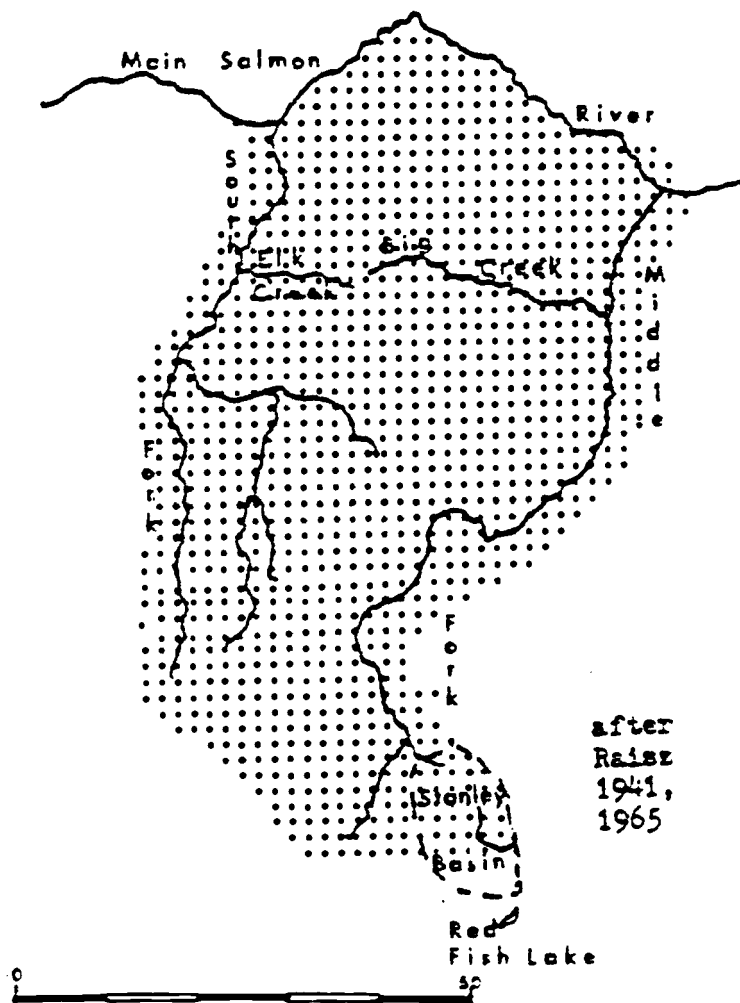 Main Salmon
River
South
Elk
Creek
Big
Creek
Middle
Fork
Fork
after
Raisz
1941,
1965
Stanley
Basin
Red
Fish Lake
0
50